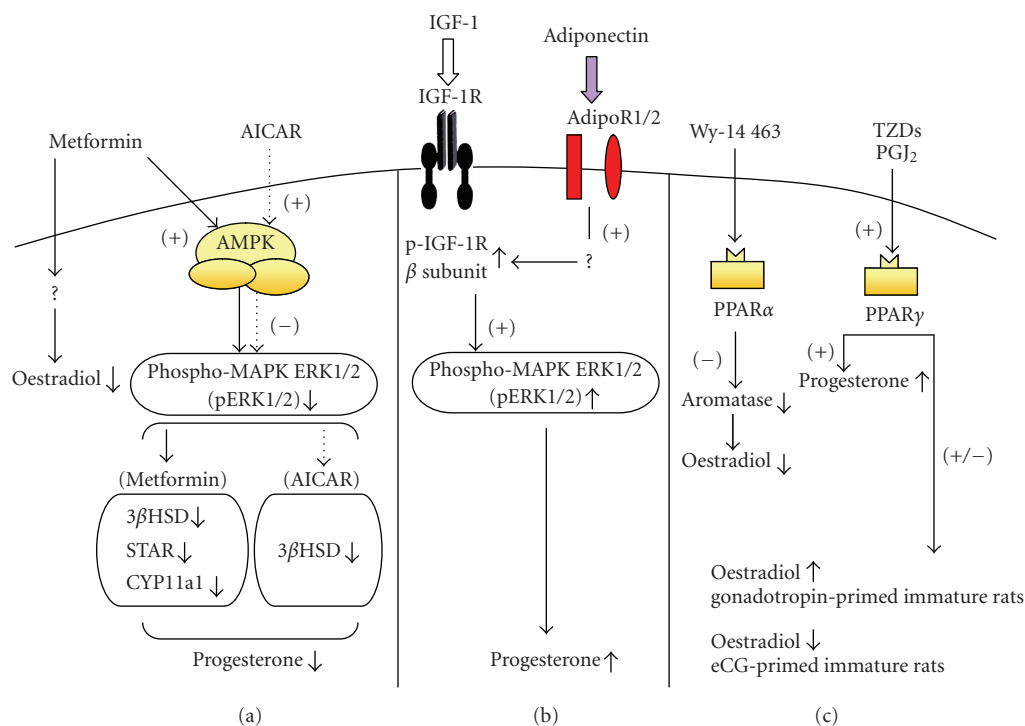 Metformin
AICAR
(+)
(+)
AMPK
?
(−)
Oestradiol ↓
Phospho-MAPK ERK1/2
(pERK1/2) ↓
(Metformin)
(AICAR)
3βHSD ↓
STAR ↓
CYP11a1 ↓
3βHSD ↓
Progesterone ↓
(a)
IGF-1
IGF-1R
Adiponectin
AdipoR1/2
(+)
p-IGF-1R
β subunit ↑
?
(+)
Phospho-MAPK ERK1/2
(pERK1/2) ↑
Progesterone ↑
(b)
Wy-14 463
TZDs
PGJ₂
(+)
PPARα
PPARγ
(−)
(+)
Aromatase ↓
Progesterone ↑
Oestradiol ↓
(+/−)
Oestradiol ↑
gonadotropin-primed immature rats
Oestradiol ↓
eCG-primed immature rats
(c)